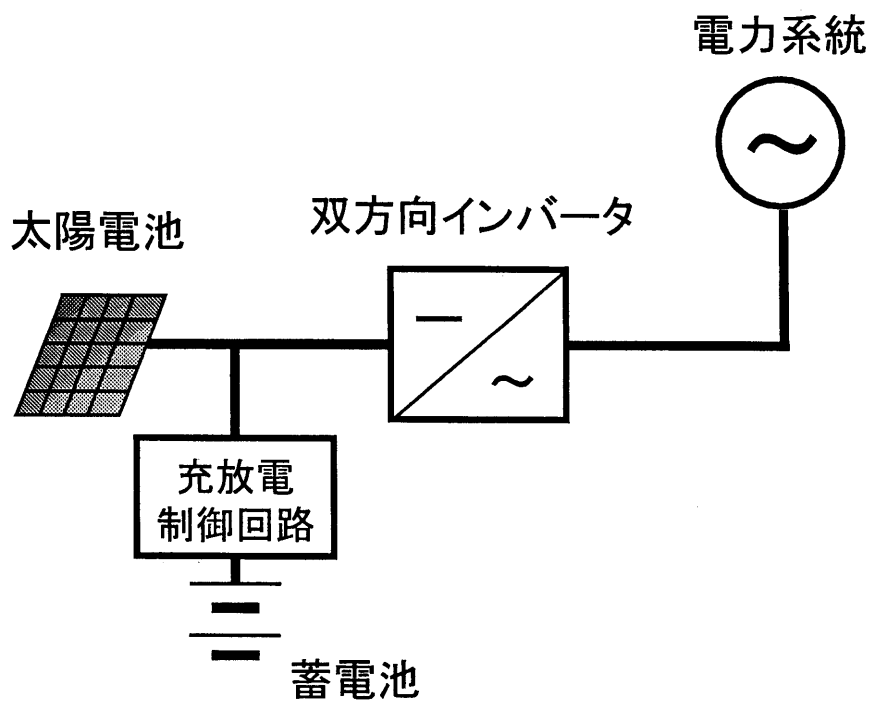 電力系統
双方向インバータ
太陽電池
充放電
制御回路
蓄電池